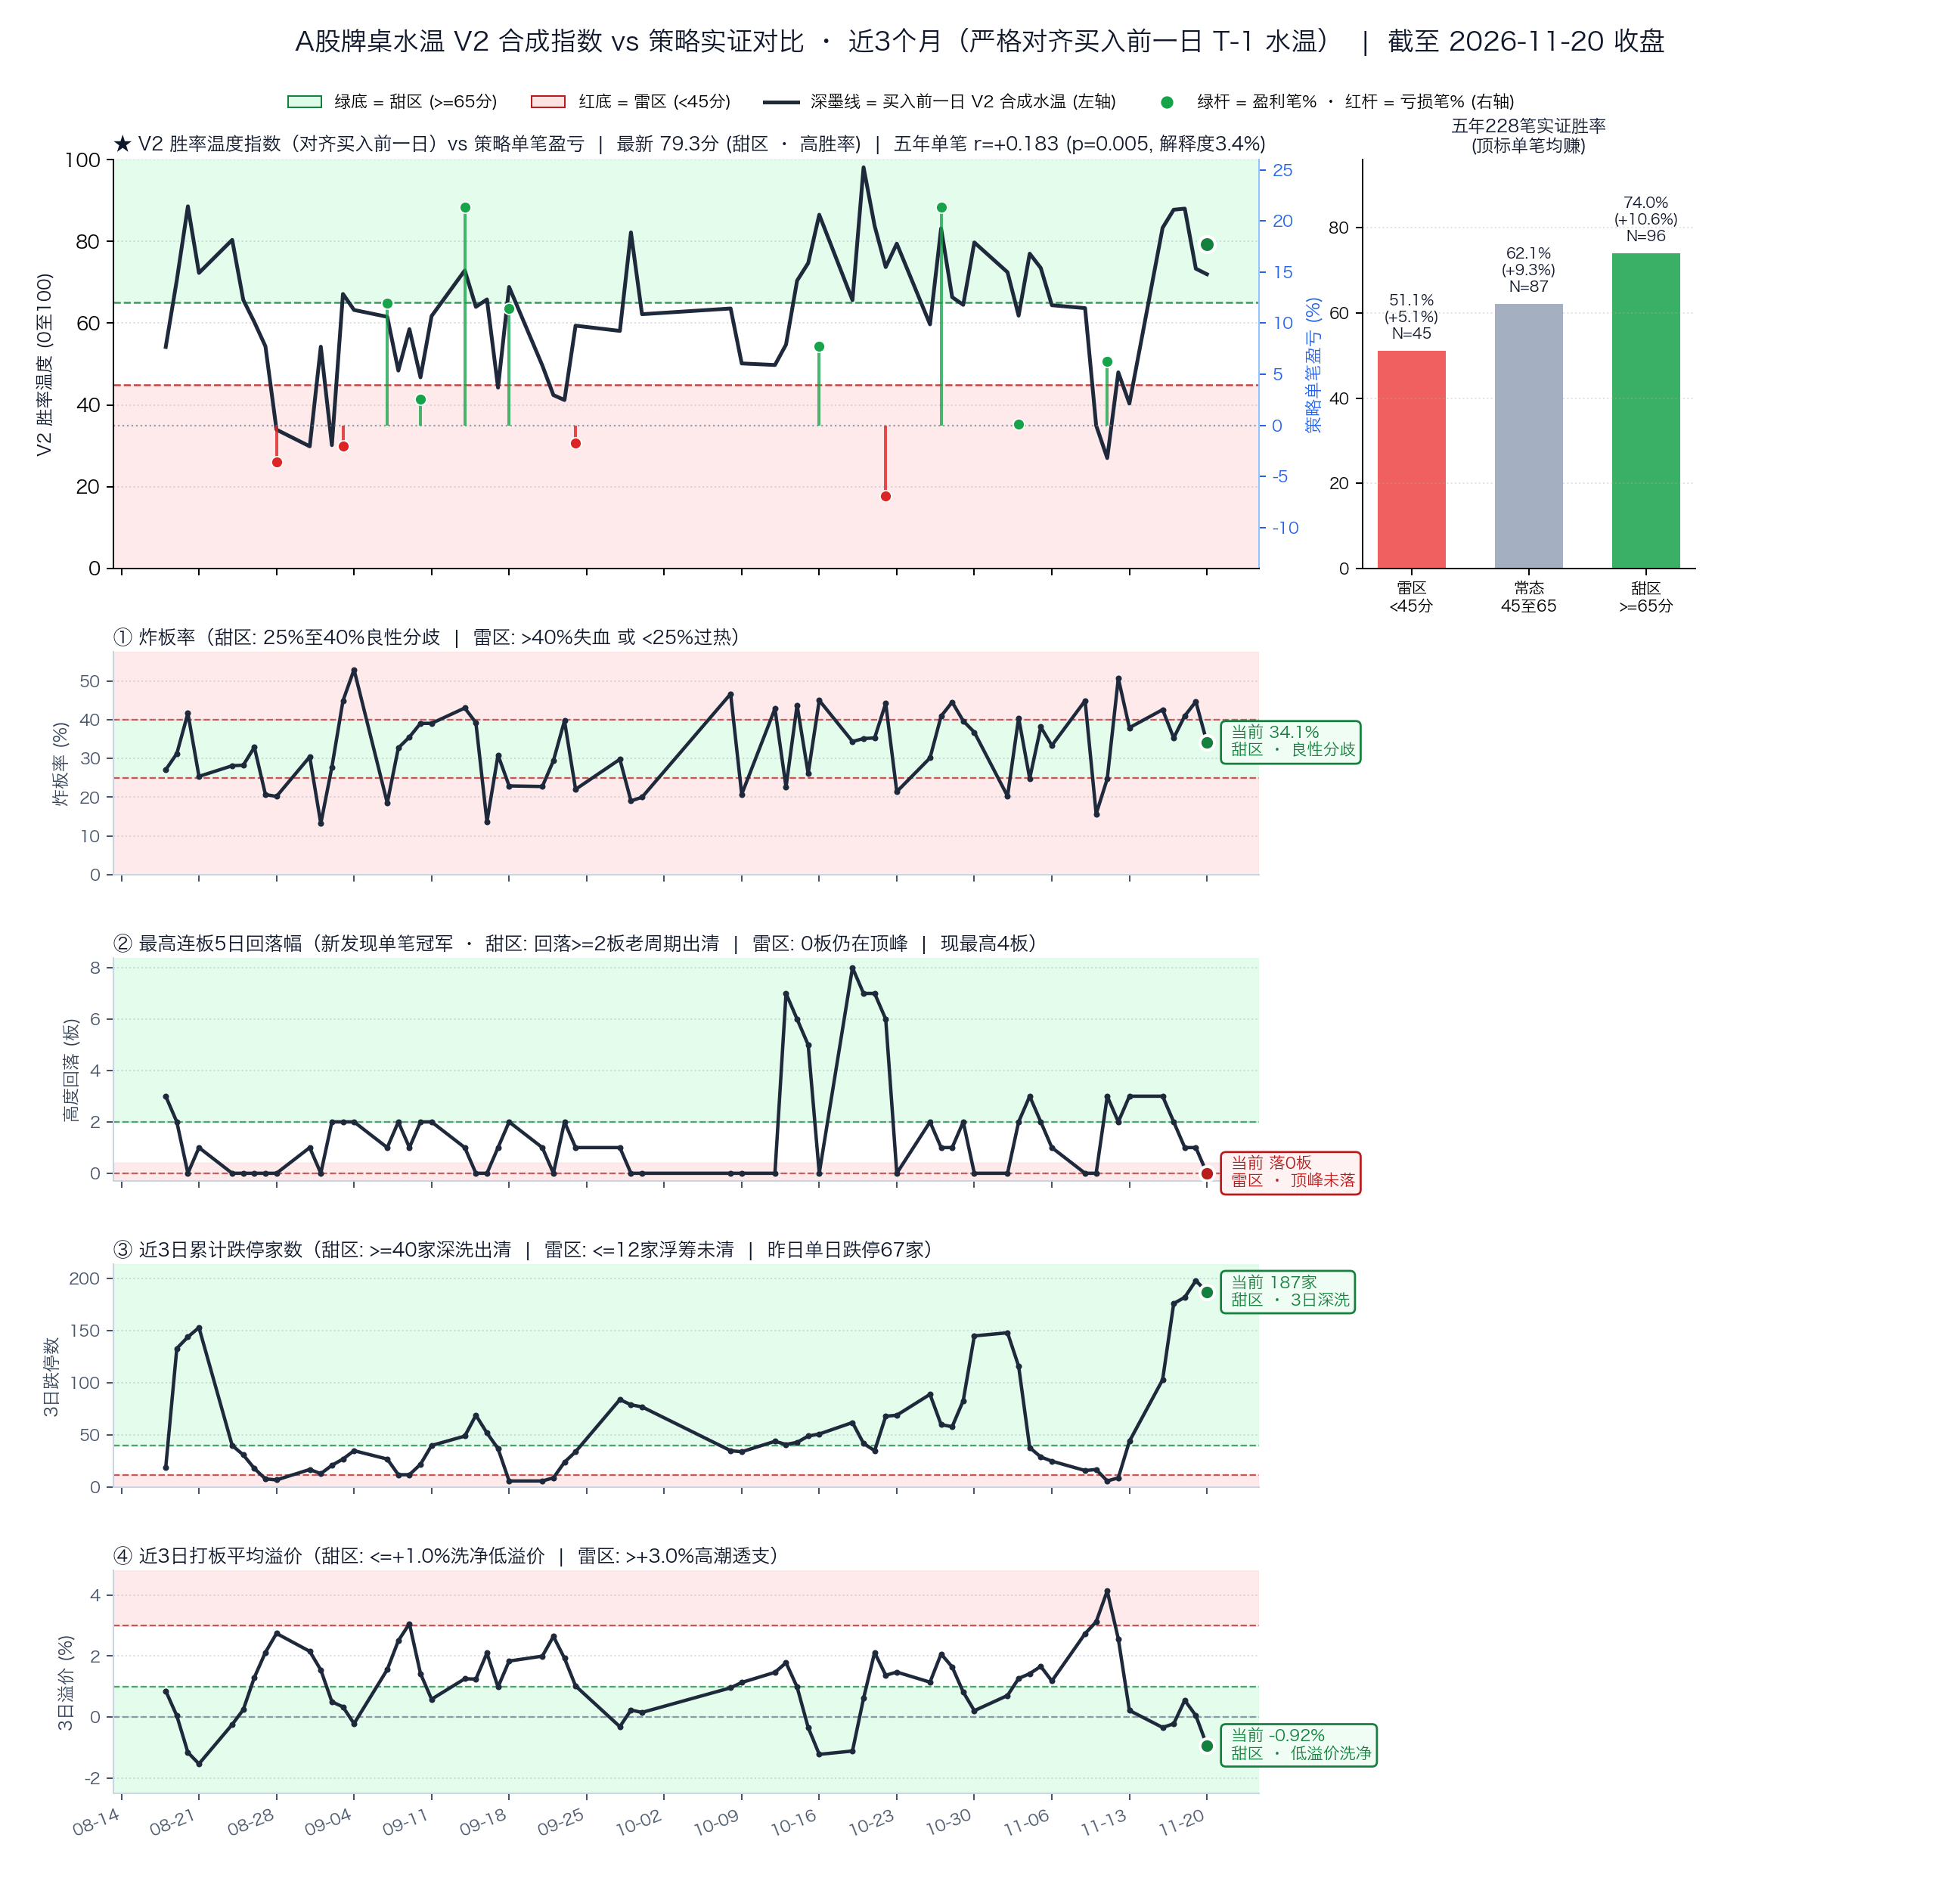 A股牌桌水温 V2 合成指数 vs 策略实证对比 · 近3个月（严格对齐买入前一日 T-1 水温） | 截至 2026-11-20 收盘
绿底 = 甜区 (>=65分)
红底 = 雷区 (<45分)
深墨线 = 买入前一日 V2 合成水温 (左轴)
绿杆 = 盈利笔% · 红杆 = 亏损笔% (右轴)
★ V2 胜率温度指数（对齐买入前一日）vs 策略单笔盈亏 | 最新 79.3分 (甜区 · 高胜率) | 五年单笔 r=+0.183 (p=0.005, 解释度3.4%)
V2 胜率温度 (0至100)
100
80
60
40
20
0
25
20
15
10
5
0
-5
-10
策略单笔盈亏 (%)
五年228笔实证胜率
(顶标单笔均赚)
80
60
40
20
0
51.1%
(+5.1%)
N=45
62.1%
(+9.3%)
N=87
74.0%
(+10.6%)
N=96
雷区
<45分
常态
45至65
甜区
>=65分
① 炸板率（甜区: 25%至40%良性分歧 | 雷区: >40%失血 或 <25%过热）
炸板率 (%)
50
40
30
20
10
0
当前 34.1%
甜区 · 良性分歧
② 最高连板5日回落幅（新发现单笔冠军 · 甜区: 回落>=2板老周期出清 | 雷区: 0板仍在顶峰 | 现最高4板）
高度回落 (板)
8
6
4
2
0
当前 落0板
雷区 · 顶峰未落
③ 近3日累计跌停家数（甜区: >=40家深洗出清 | 雷区: <=12家浮筹未清 | 昨日单日跌停67家）
3日跌停数
200
150
100
50
0
当前 187家
甜区 · 3日深洗
④ 近3日打板平均溢价（甜区: <=+1.0%洗净低溢价 | 雷区: >+3.0%高潮透支）
3日溢价 (%)
4
2
0
-2
当前 -0.92%
甜区 · 低溢价洗净
08-14
08-21
08-28
09-04
09-11
09-18
09-25
10-02
10-09
10-16
10-23
10-30
11-06
11-13
11-20